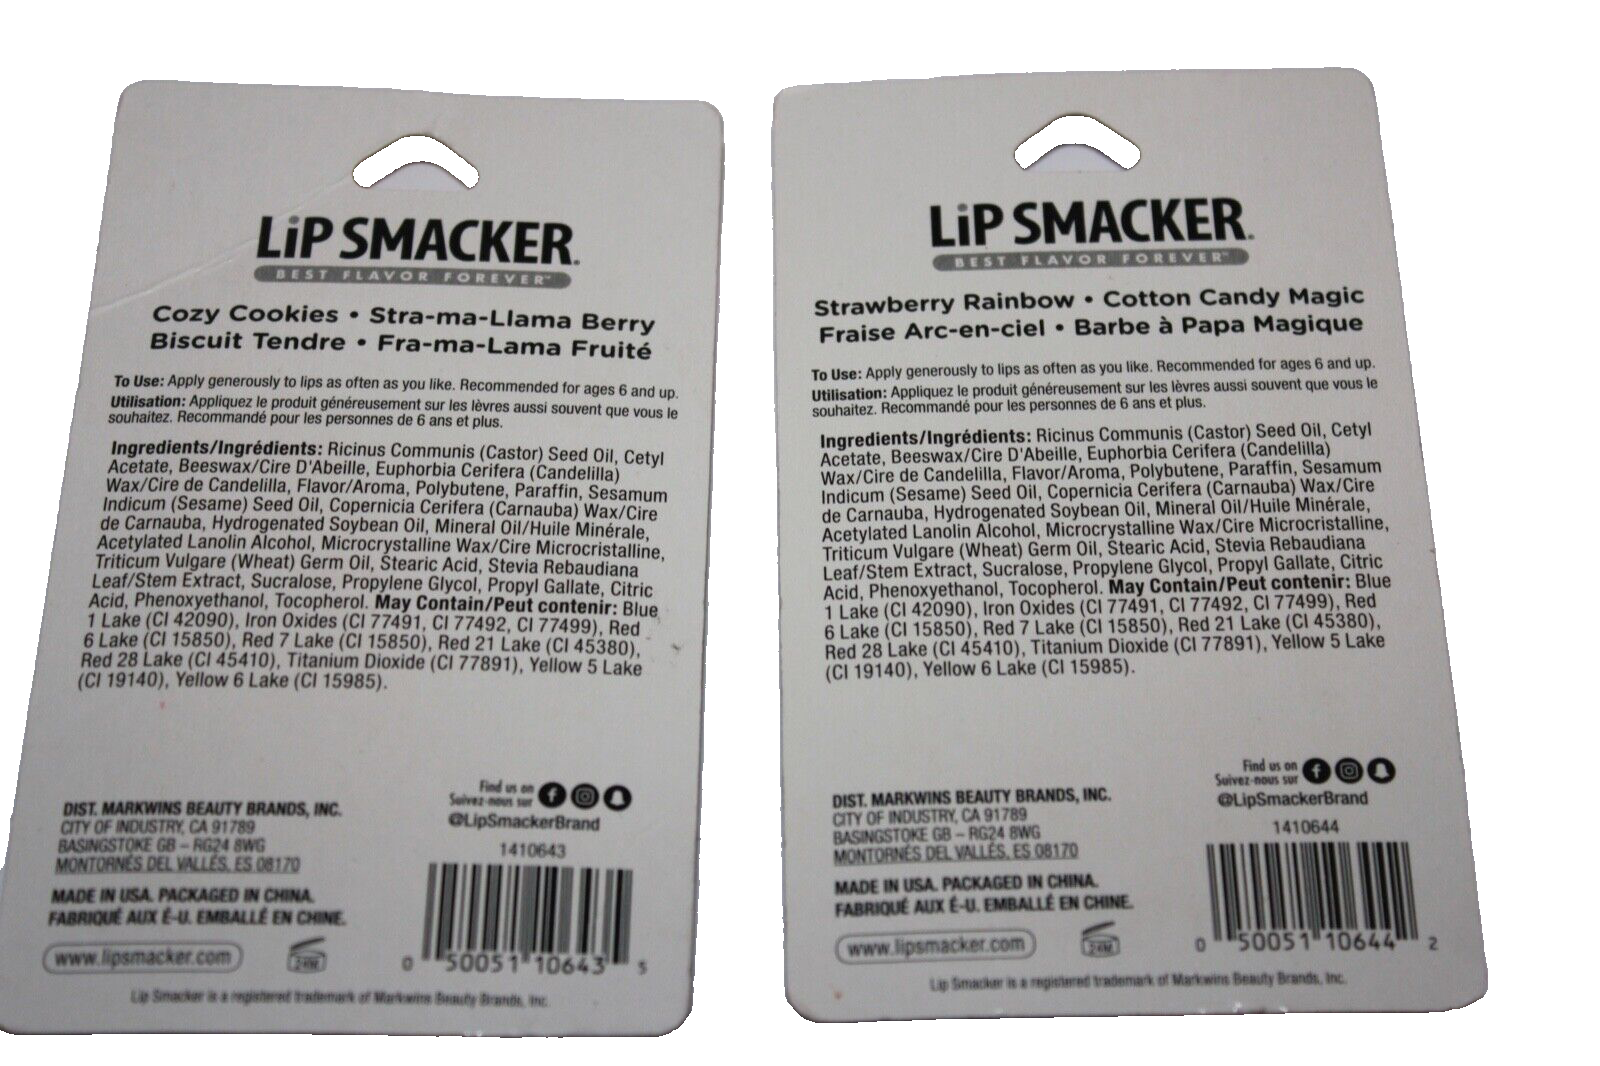 LiP SMACKER.
BEST FLAVOR FOREVER™
Cozy Cookies • Stra-ma-Llama Berry
Biscuit Tendre • Fra-ma-Lama Fruité
To Use: Apply generously to lips as often as you like. Recommended for ages 6 and up.
Utilisation: Appliquez le produit généreusement sur les lèvres aussi souvent que vous le
souhaitez. Recommandé pour les personnes de 6 ans et plus.
Ingredients/Ingrédients: Ricinus Communis (Castor) Seed Oil, Cetyl
Acetate, Beeswax/Cire D'Abeille, Euphorbia Cerifera (Candelilla)
Wax/Cire de Candelilla, Flavor/Aroma, Polybutene, Paraffin, Sesamum
Indicum (Sesame) Seed Oil, Copernicia Cerifera (Carnauba) Wax/Cire
de Carnauba, Hydrogenated Soybean Oil, Mineral Oil/Huile Minérale,
Acetylated Lanolin Alcohol, Microcrystalline Wax/Cire Microcristalline,
Triticum Vulgare (Wheat) Germ Oil, Stearic Acid, Stevia Rebaudiana
Leaf/Stem Extract, Sucralose, Propylene Glycol, Propyl Gallate, Citric
Acid, Phenoxyethanol, Tocopherol. May Contain/Peut contenir: Blue
1 Lake (CI 42090), Iron Oxides (CI 77491, CI 77492, CI 77499), Red
6 Lake (CI 15850), Red 7 Lake (CI 15850), Red 21 Lake (CI 45380),
Red 28 Lake (CI 45410), Titanium Dioxide (CI 77891), Yellow 5 Lake
(CI 19140), Yellow 6 Lake (CI 15985).
Find us on
Suivez-nous sur
@LipSmackerBrand
DIST. MARKWINS BEAUTY BRANDS, INC.
CITY OF INDUSTRY, CA 91789
BASINGSTOKE GB – RG24 8WG
MONTORNÉS DEL VALLÉS, ES 08170
MADE IN USA. PACKAGED IN CHINA.
FABRIQUÉ AUX É-U. EMBALLÉ EN CHINE.
www.lipsmacker.com
24M
1410643
0 50051 10643 5
Lip Smacker is a registered trademark of Markwins Beauty Brands, Inc.
LiP SMACKER.
BEST FLAVOR FOREVER™
Strawberry Rainbow • Cotton Candy Magic
Fraise Arc-en-ciel • Barbe à Papa Magique
To Use: Apply generously to lips as often as you like. Recommended for ages 6 and up.
Utilisation: Appliquez le produit généreusement sur les lèvres aussi souvent que vous le
souhaitez. Recommandé pour les personnes de 6 ans et plus.
Ingredients/Ingrédients: Ricinus Communis (Castor) Seed Oil, Cetyl
Acetate, Beeswax/Cire D'Abeille, Euphorbia Cerifera (Candelilla)
Wax/Cire de Candelilla, Flavor/Aroma, Polybutene, Paraffin, Sesamum
Indicum (Sesame) Seed Oil, Copernicia Cerifera (Carnauba) Wax/Cire
de Carnauba, Hydrogenated Soybean Oil, Mineral Oil/Huile Minérale,
Acetylated Lanolin Alcohol, Microcrystalline Wax/Cire Microcristalline,
Triticum Vulgare (Wheat) Germ Oil, Stearic Acid, Stevia Rebaudiana
Leaf/Stem Extract, Sucralose, Propylene Glycol, Propyl Gallate, Citric
Acid, Phenoxyethanol, Tocopherol. May Contain/Peut contenir: Blue
1 Lake (CI 42090), Iron Oxides (CI 77491, CI 77492, CI 77499), Red
6 Lake (CI 15850), Red 7 Lake (CI 15850), Red 21 Lake (CI 45380),
Red 28 Lake (CI 45410), Titanium Dioxide (CI 77891), Yellow 5 Lake
(CI 19140), Yellow 6 Lake (CI 15985).
Find us on
Suivez-nous sur
@LipSmackerBrand
DIST. MARKWINS BEAUTY BRANDS, INC.
CITY OF INDUSTRY, CA 91789
BASINGSTOKE GB – RG24 8WG
MONTORNÉS DEL VALLÉS, ES 08170
MADE IN USA. PACKAGED IN CHINA.
FABRIQUÉ AUX É-U. EMBALLÉ EN CHINE.
www.lipsmacker.com
24M
1410644
0 50051 10644 2
Lip Smacker is a registered trademark of Markwins Beauty Brands, Inc.